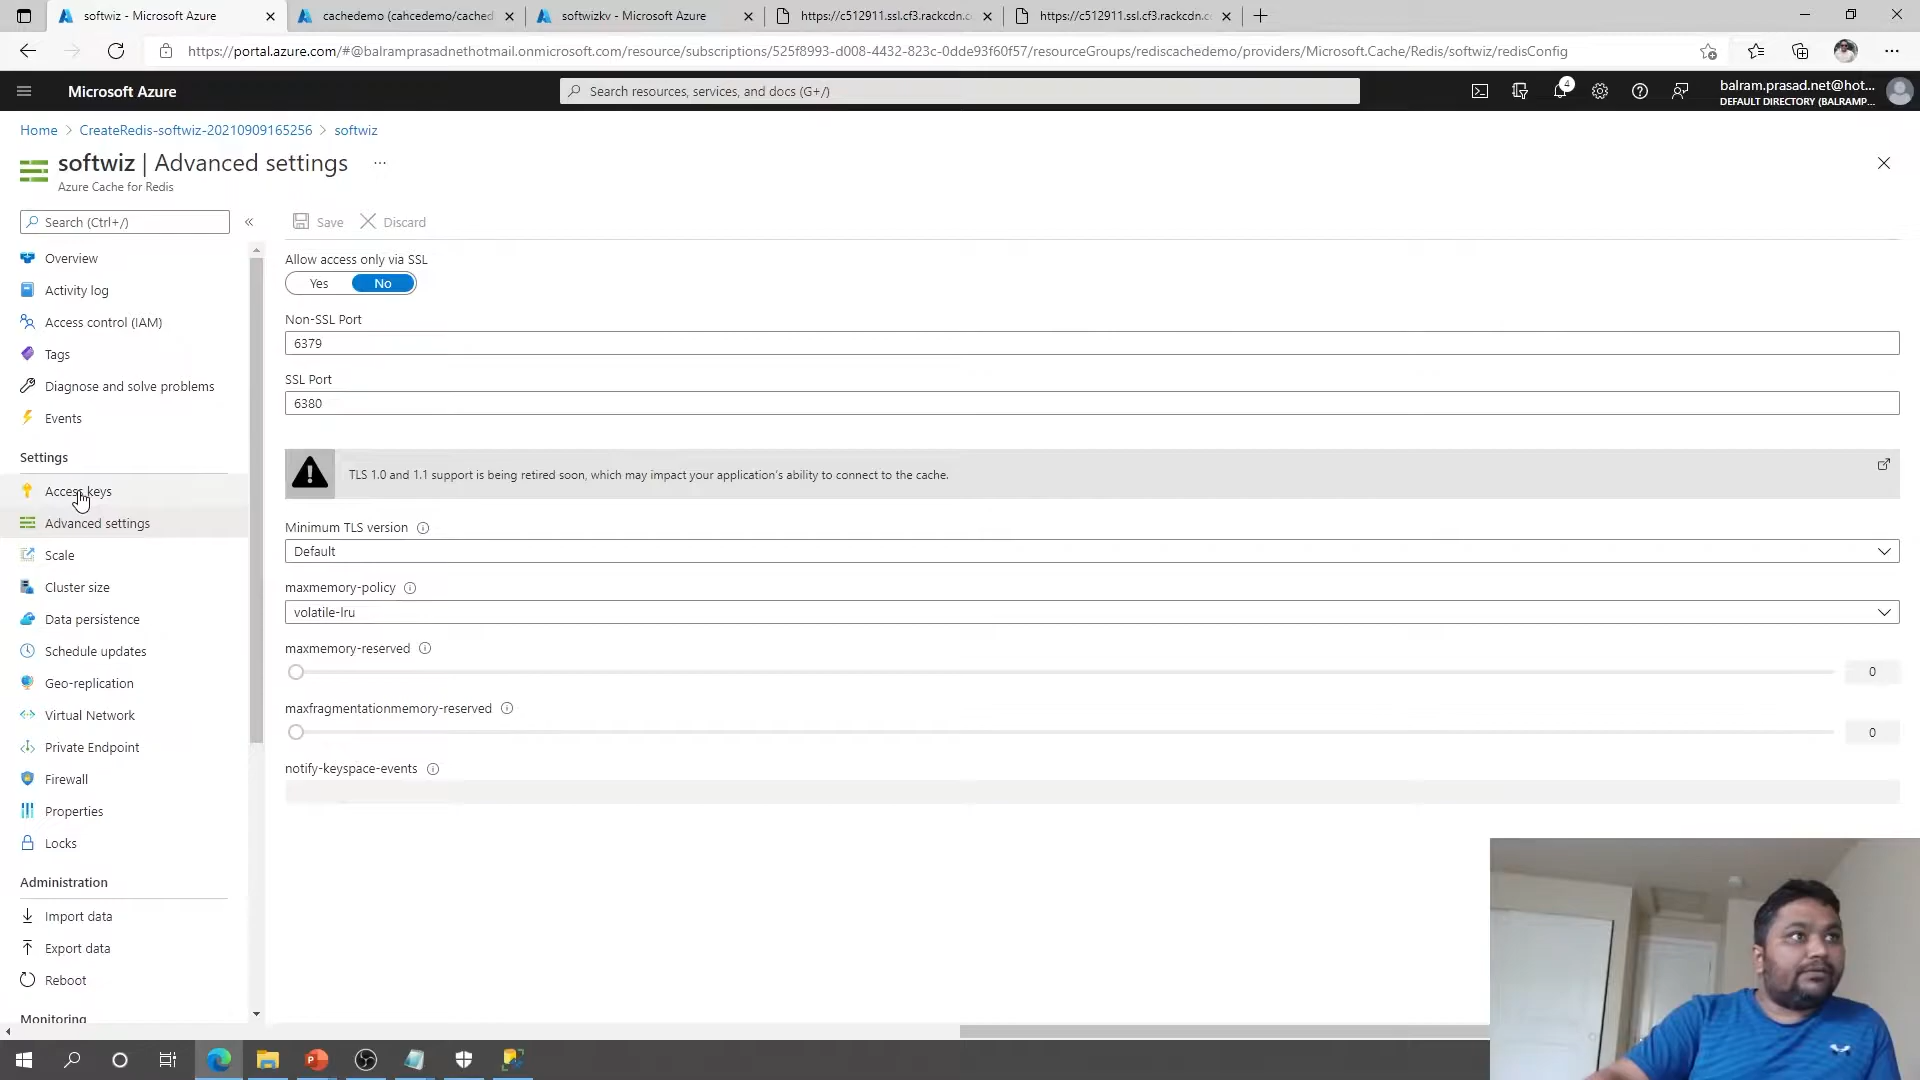 softwiz - Microsoft Azure
cachedemo (cahcedemo/cached
softwizkv - Microsoft Azure
https://c512911.ssl.cf3.rackcdn.c
https://c512911.ssl.cf3.rackcdn.c
https://portal.azure.com/#@balramprasadnethotmail.onmicrosoft.com/resource/subscriptions/525f8993-d008-4432-823c-0dde93f60f57/resourceGroups/rediscachedemo/providers/Microsoft.Cache/Redis/softwiz/redisConfig
Microsoft Azure
Search resources, services, and docs (G+/)
4
balram.prasad.net@hot...
DEFAULT DIRECTORY (BALRAMP...
Home > CreateRedis-softwiz-20210909165256 > softwiz
softwiz | Advanced settings ...
Azure Cache for Redis
Search (Ctrl+/)
«
Save
Discard
Overview
Activity log
Access control (IAM)
Tags
Diagnose and solve problems
Events
Settings
Access keys
Advanced settings
Scale
Cluster size
Data persistence
Schedule updates
Geo-replication
Virtual Network
Private Endpoint
Firewall
Properties
Locks
Administration
Import data
Export data
Reboot
Monitoring
Allow access only via SSL
Yes No
Non-SSL Port
6379
SSL Port
6380
TLS 1.0 and 1.1 support is being retired soon, which may impact your application's ability to connect to the cache.
Minimum TLS version
Default
maxmemory-policy
volatile-lru
maxmemory-reserved
0
maxfragmentationmemory-reserved
0
notify-keyspace-events